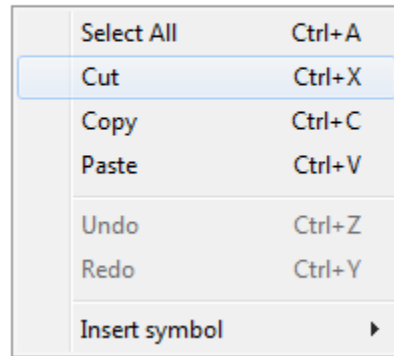 Select All Ctrl+A
Cut Ctrl+X
Copy Ctrl+C
Paste Ctrl+V
Undo Ctrl+Z
Redo Ctrl+Y
Insert symbol